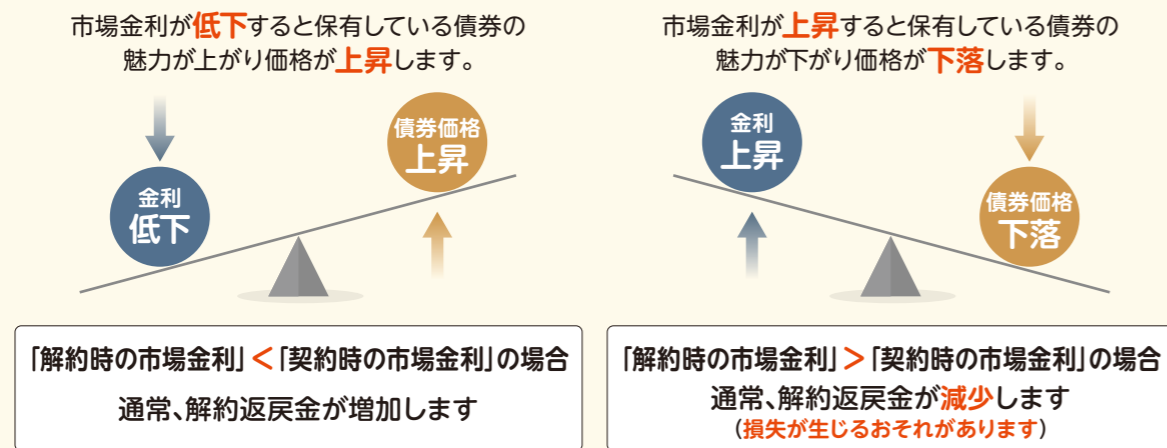 市場金利が低下すると保有している債券の
魅力が上がり価格が上昇します。
債券価格
上昇
金利
低下
「解約時の市場金利」<「契約時の市場金利」の場合
通常、解約返戻金が増加します
市場金利が上昇すると保有している債券の
魅力が下がり価格が下落します。
金利
上昇
債券価格
下落
「解約時の市場金利」>「契約時の市場金利」の場合
通常、解約返戻金が減少します
(損失が生じるおそれがあります)